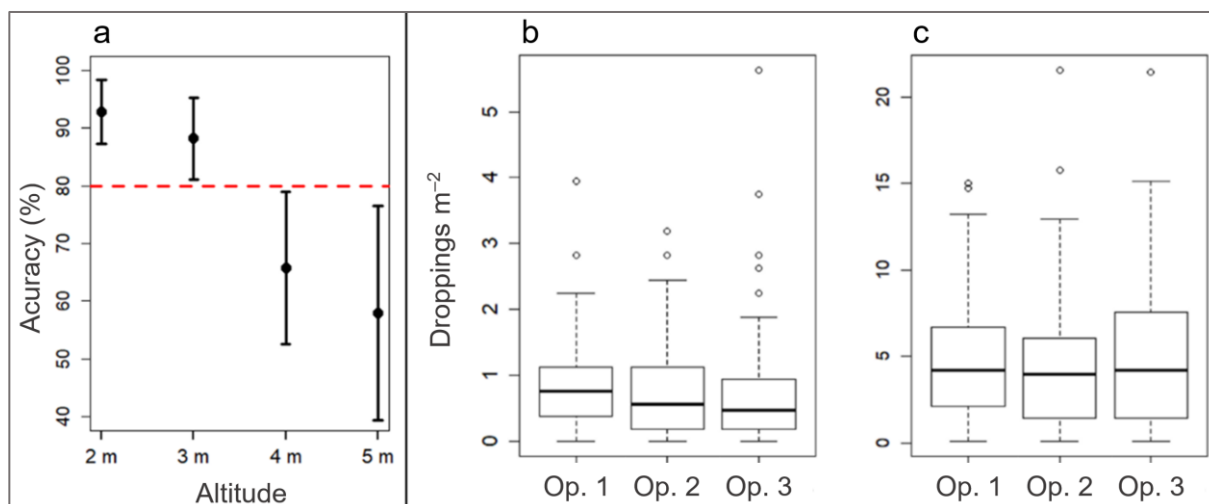 a
Acuracy (%)
100
90
80
70
60
50
40
2 m 3 m 4 m 5 m
Altitude
b
Droppings m⁻²
5
4
3
2
1
0
Op. 1 Op. 2 Op. 3
c
20
15
10
5
0
Op. 1 Op. 2 Op. 3